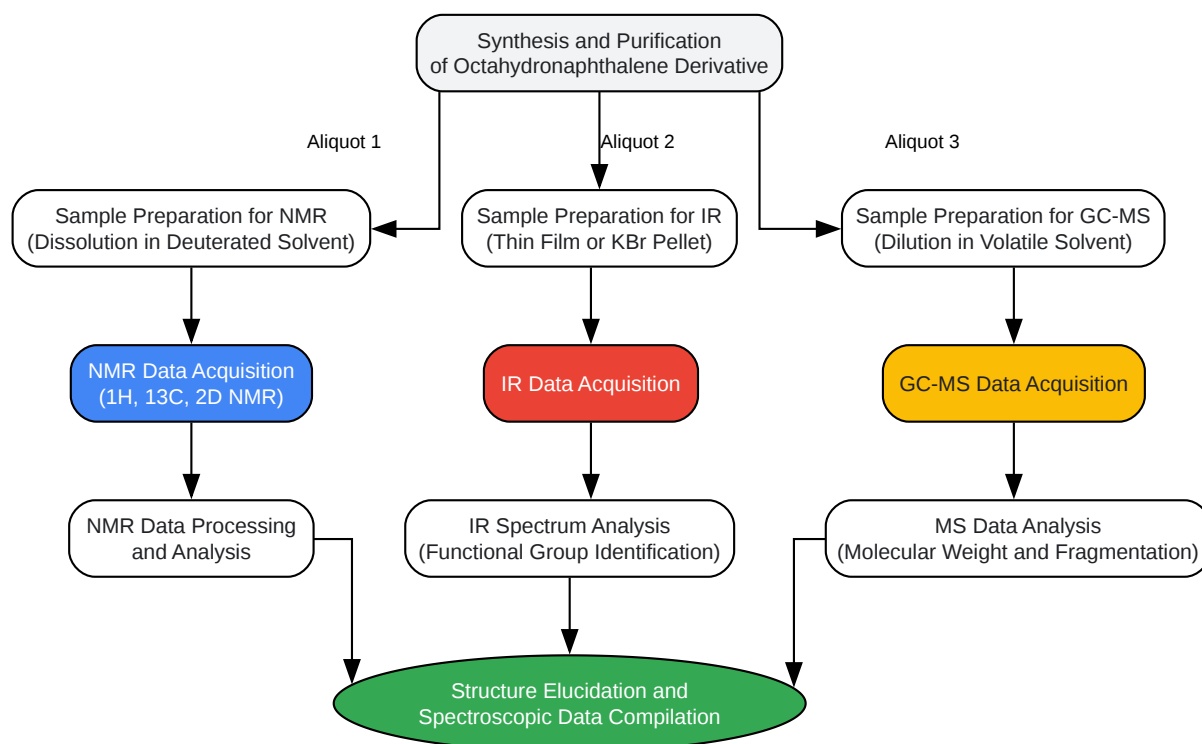 Synthesis and Purification
of Octahydronaphthalene Derivative
Aliquot 1
Aliquot 2
Aliquot 3
Sample Preparation for NMR
(Dissolution in Deuterated Solvent)
Sample Preparation for IR
(Thin Film or KBr Pellet)
Sample Preparation for GC-MS
(Dilution in Volatile Solvent)
NMR Data Acquisition
(1H, 13C, 2D NMR)
IR Data Acquisition
GC-MS Data Acquisition
NMR Data Processing
and Analysis
IR Spectrum Analysis
(Functional Group Identification)
MS Data Analysis
(Molecular Weight and Fragmentation)
Structure Elucidation and
Spectroscopic Data Compilation